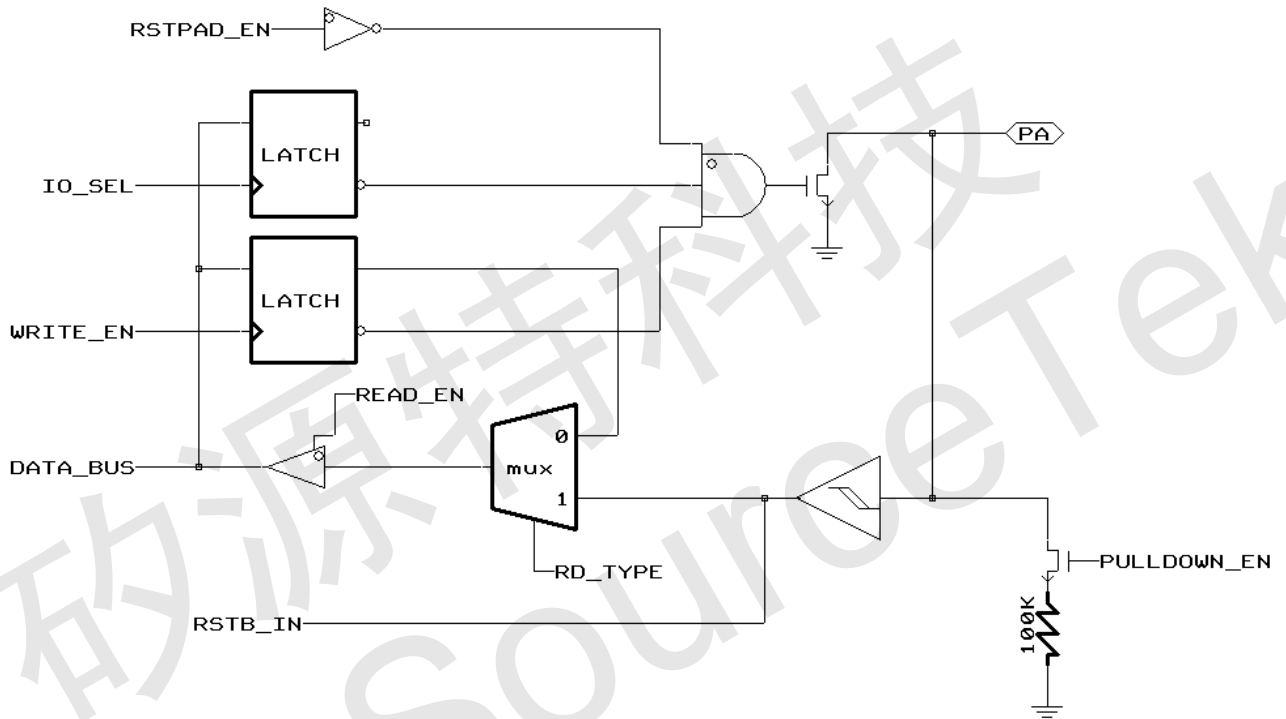 RSTPAD_EN
PA
LATCH
IO_SEL
LATCH
WRITE_EN
READ_EN
0
DATA_BUS
mux
1
RD_TYPE
PULLDOWN_EN
RSTB_IN
100K
矽源特科技
SourceTek